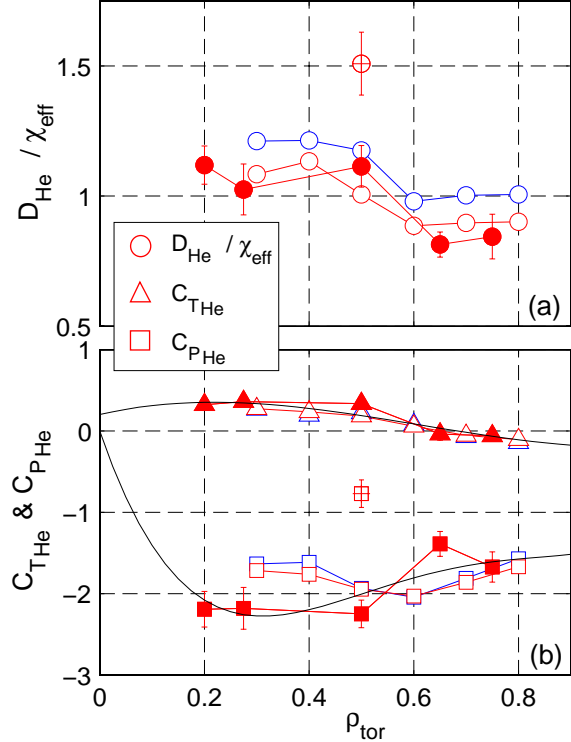 (a)
1.5
1
0.5
D_He / χ_eff
D_He / χ_eff
C_THe
C_PHe
(b)
1
0
−1
−2
−3
C_THe & C_PHe
0 0.2 0.4 0.6 0.8
ρ_tor